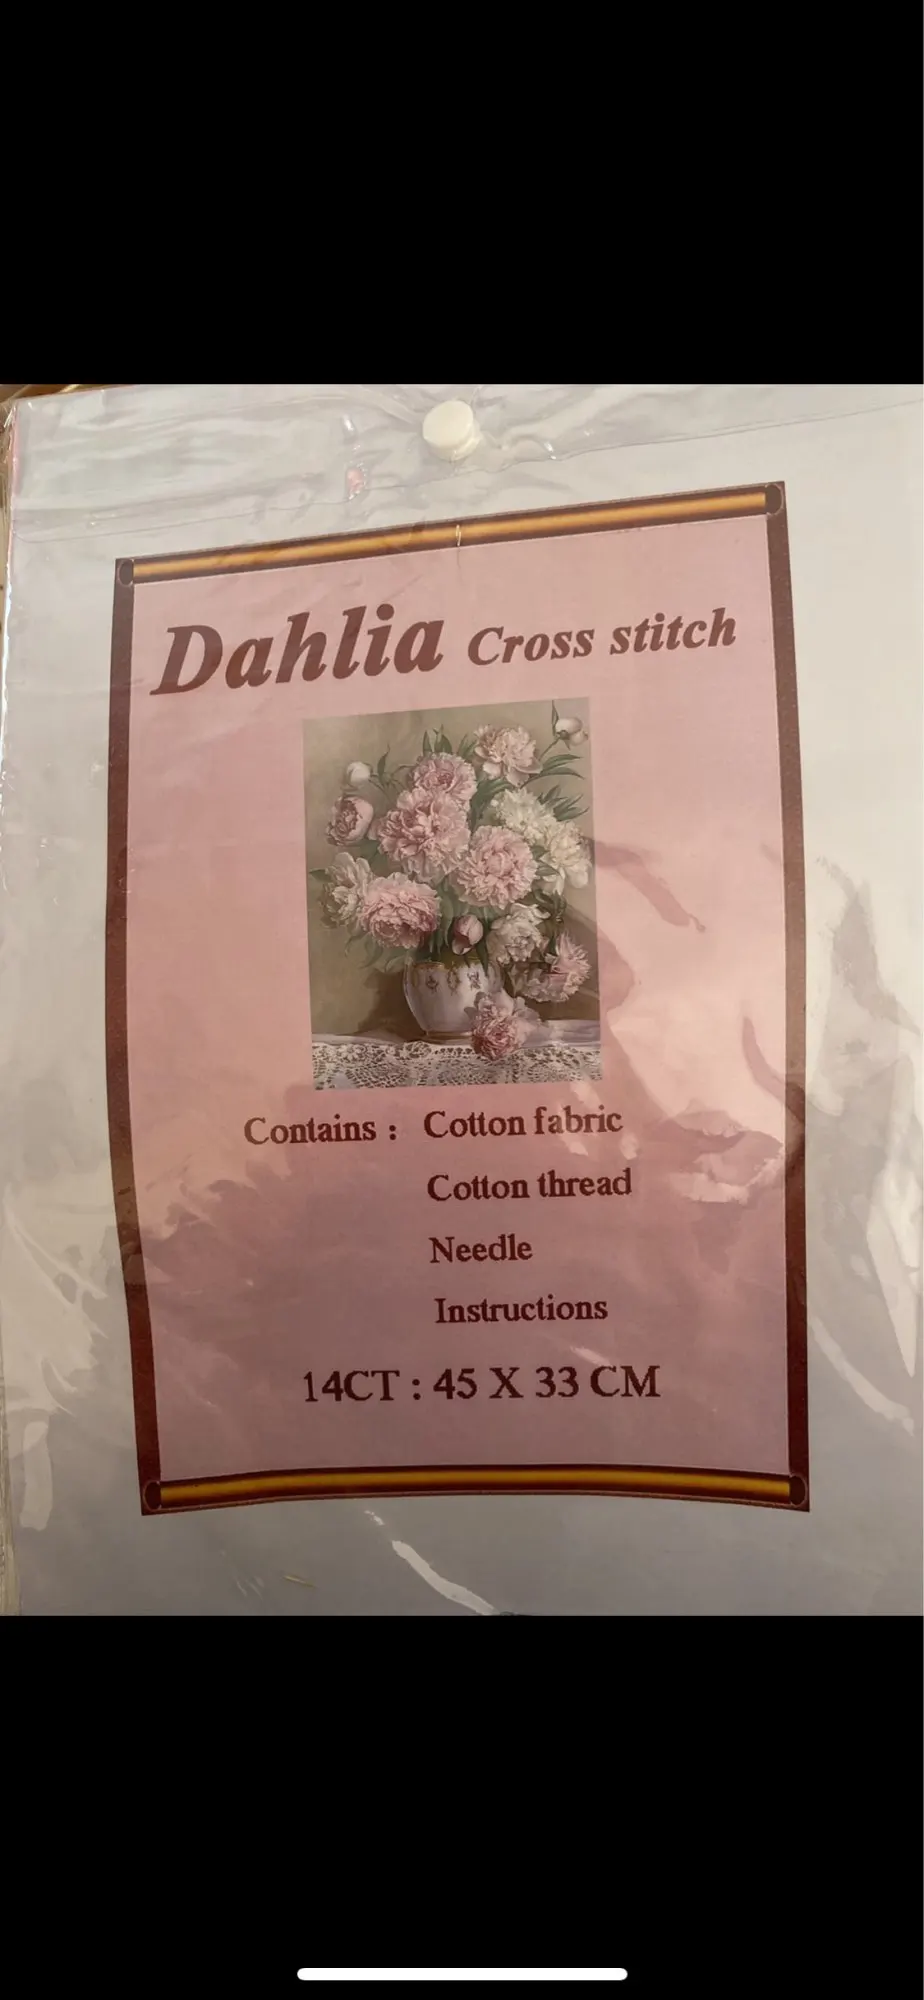 Dahlia Cross stitch
Contains : Cotton fabric
Cotton thread
Needle
Instructions
14CT : 45 X 33 CM